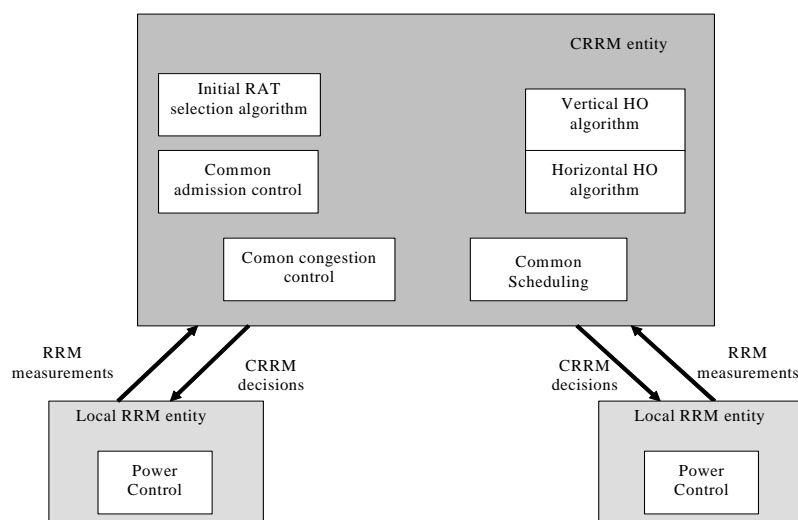 CRRM entity
Initial RAT
selection algorithm
Vertical HO
algorithm
Common
admission control
Horizontal HO
algorithm
Comon congestion
control
Common
Scheduling
RRM
measurements
CRRM
decisions
CRRM
decisions
RRM
measurements
Local RRM entity
Power
Control
Local RRM entity
Power
Control